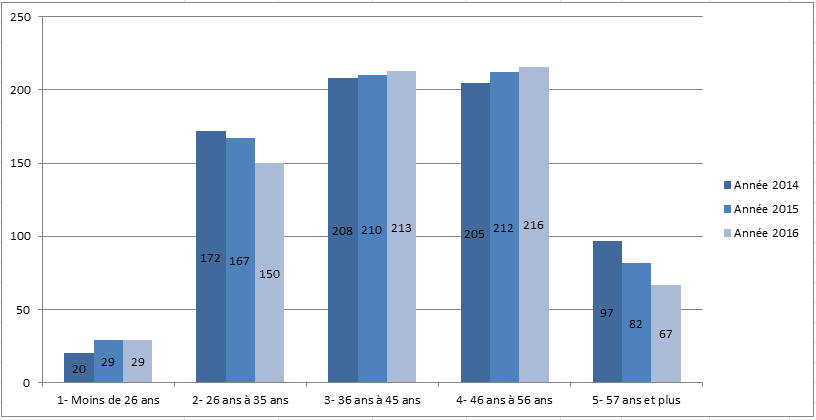 250
200
150
100
50
0
172 167 150
208 210 213
205 212 216
20 29 29
97 82 67
1- Moins de 26 ans 2- 26 ans à 35 ans 3- 36 ans à 45 ans 4- 46 ans à 56 ans 5- 57 ans et plus
Année 2014
Année 2015
Année 2016